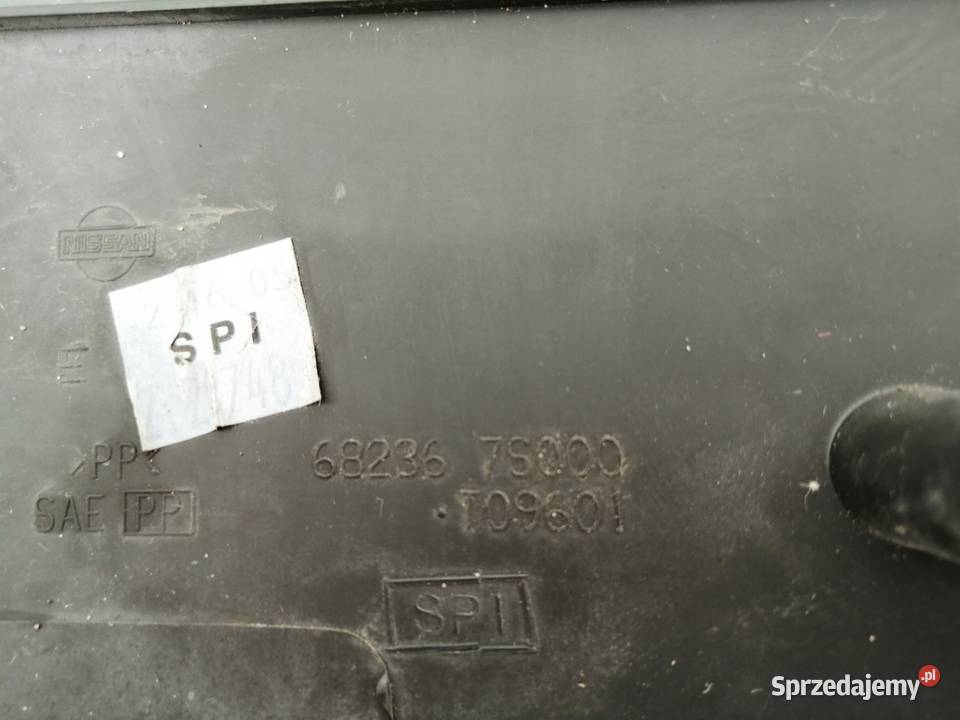 NISSAN
SPI
>PP<
SAE PP
68236 7S000
T09601
SPI
Sprzedajemy.pl